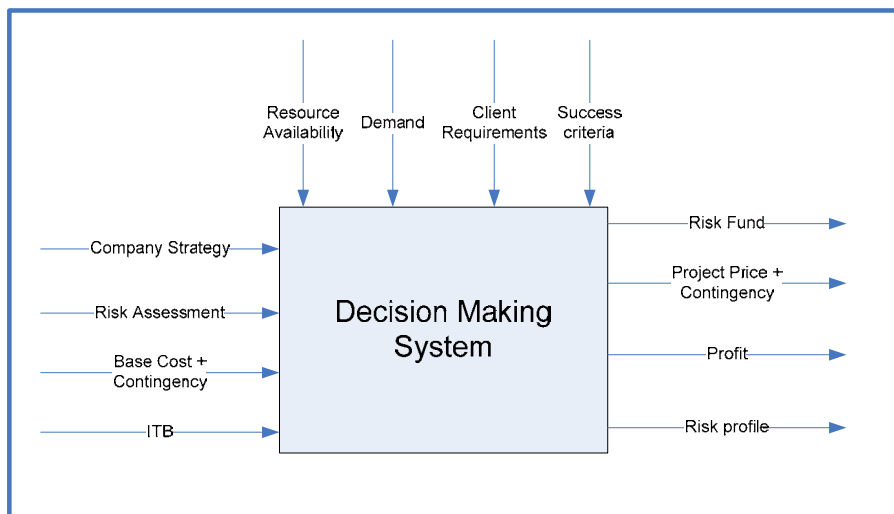 Resource
Availability
Demand
Client
Requirements
Success
criteria
Company Strategy
Risk Assessment
Base Cost +
Contingency
ITB
Decision Making
System
Risk Fund
Project Price +
Contingency
Profit
Risk profile